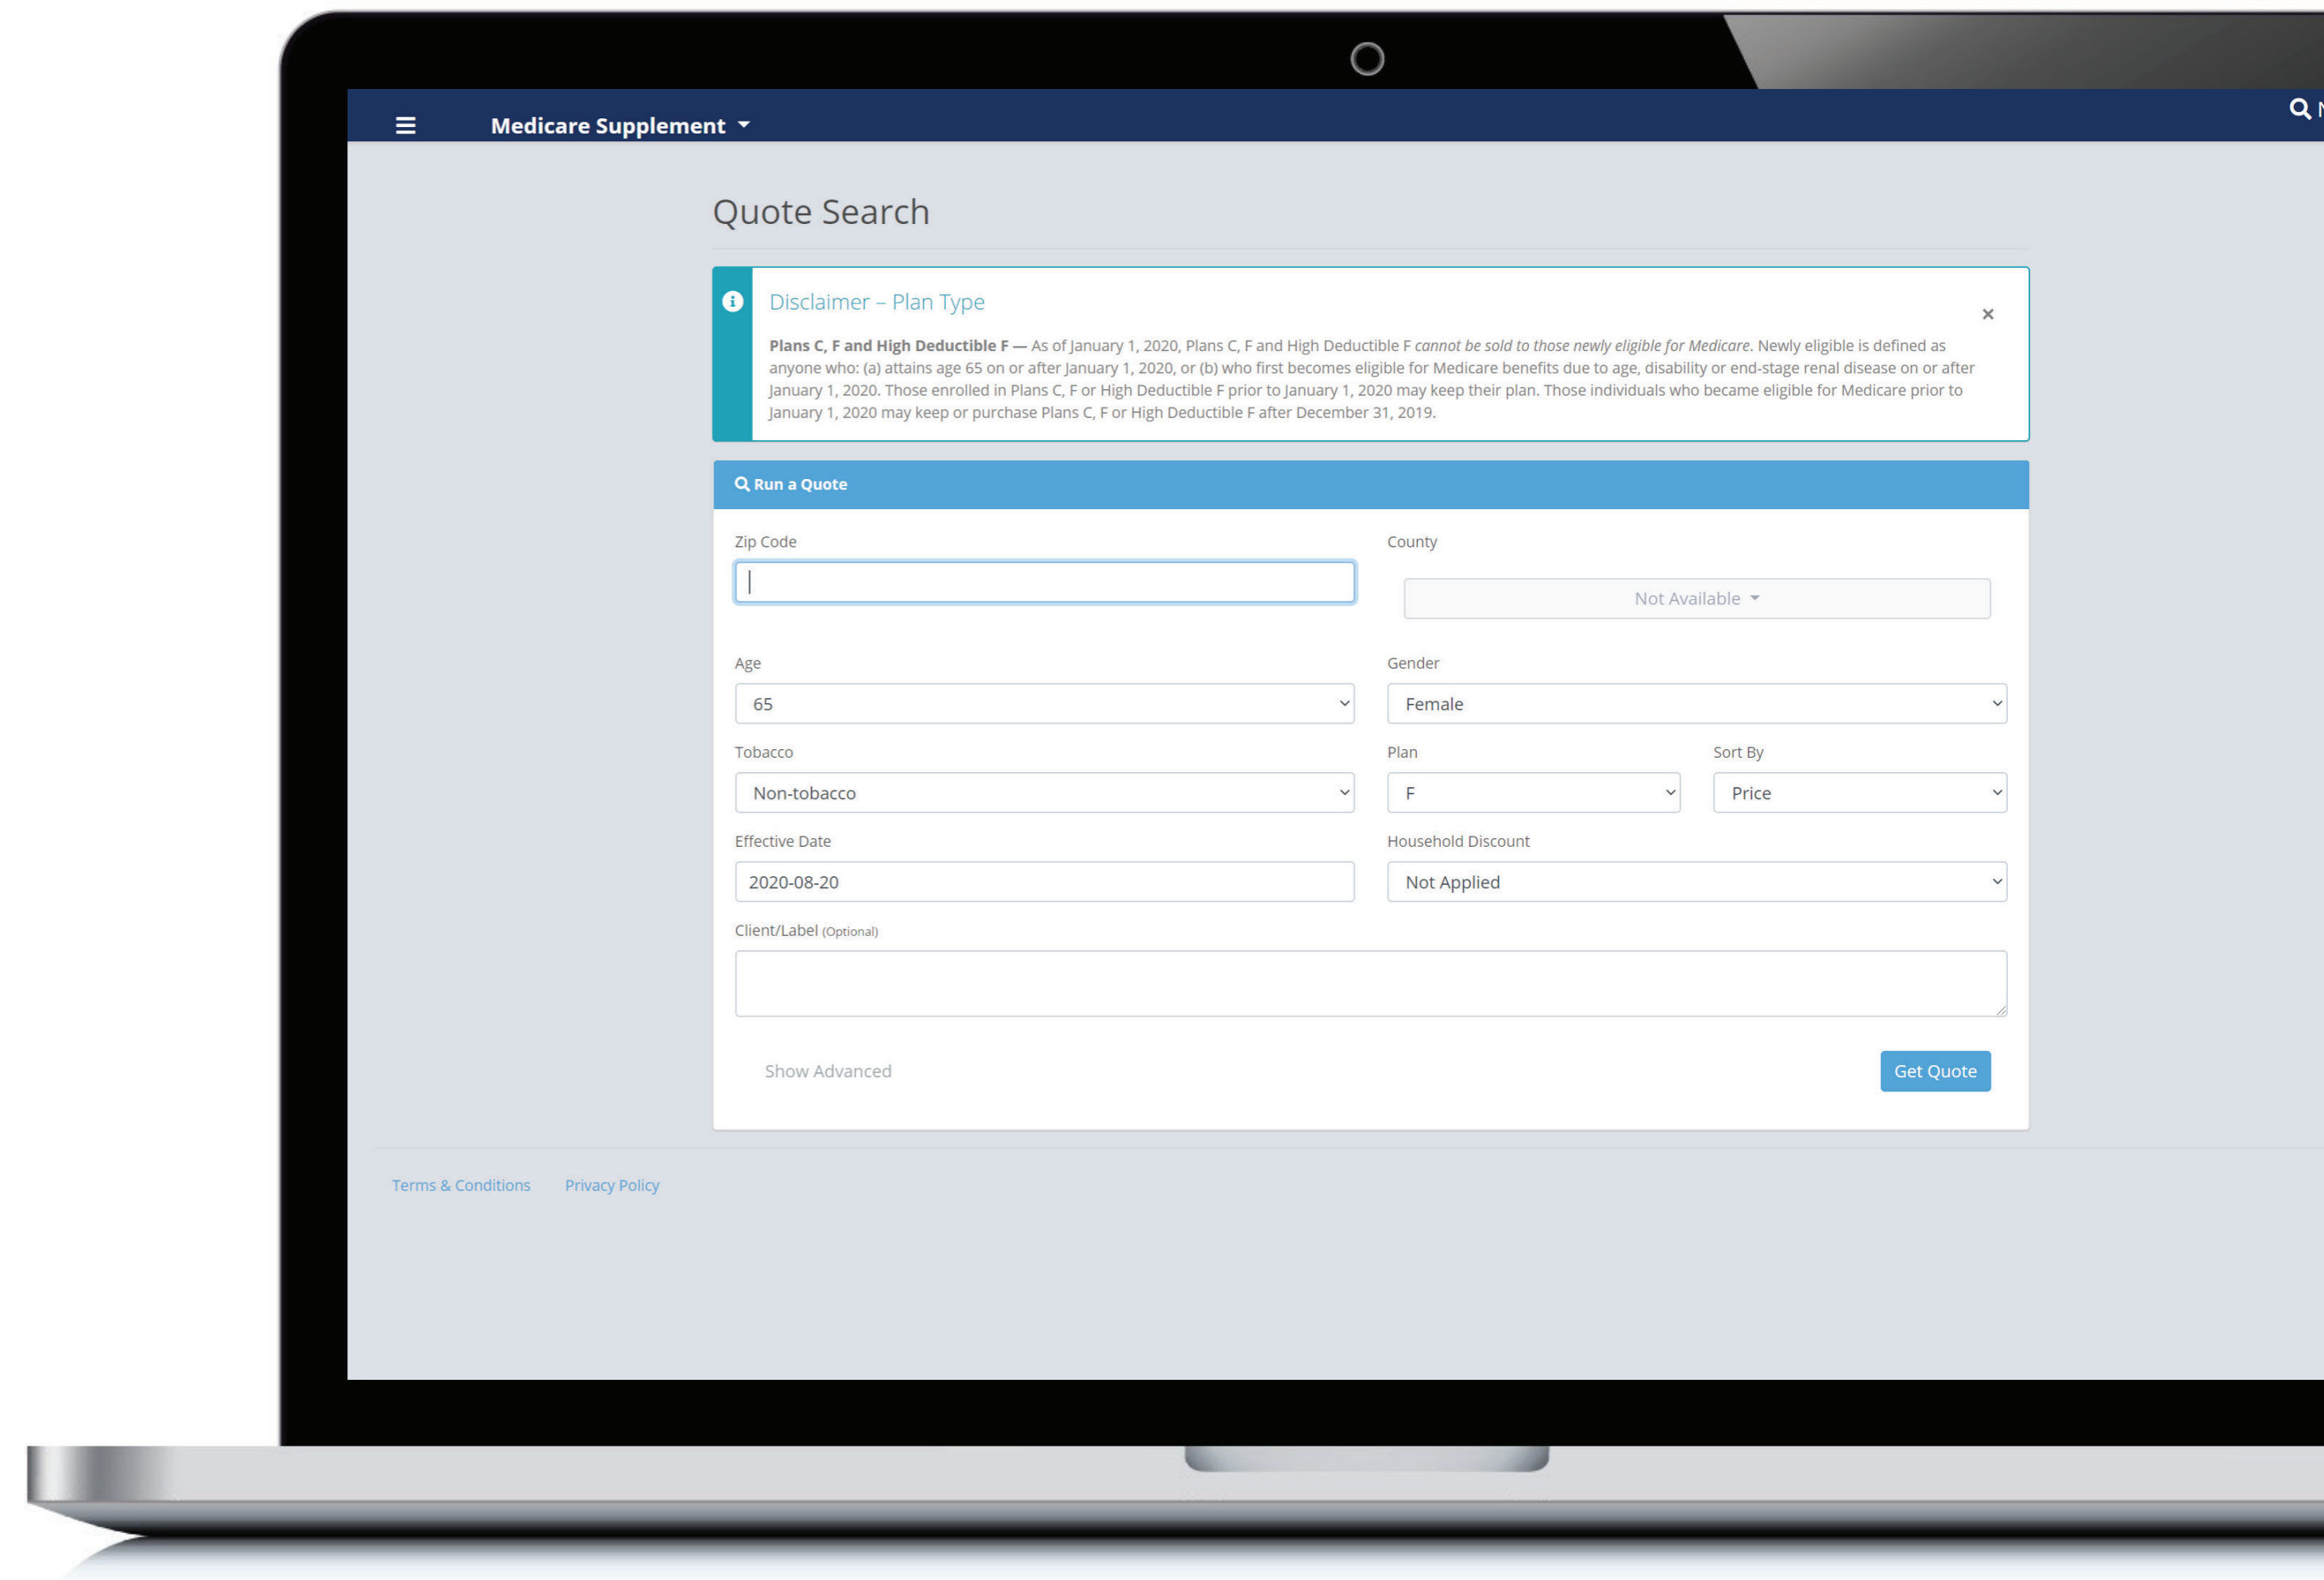 Medicare Supplement
N
Quote Search
Disclaimer – Plan Type
Plans C, F and High Deductible F — As of January 1, 2020, Plans C, F and High Deductible F cannot be sold to those newly eligible for Medicare. Newly eligible is defined as
anyone who: (a) attains age 65 on or after January 1, 2020, or (b) who first becomes eligible for Medicare benefits due to age, disability or end-stage renal disease on or after
January 1, 2020. Those enrolled in Plans C, F or High Deductible F prior to January 1, 2020 may keep their plan. Those individuals who became eligible for Medicare prior to
January 1, 2020 may keep or purchase Plans C, F or High Deductible F after December 31, 2019.
Run a Quote
Zip Code
County
Not Available
Age
Gender
65
Female
Tobacco
Plan
Sort By
Non-tobacco
F
Price
Effective Date
Household Discount
2020-08-20
Not Applied
Client/Label (Optional)
Show Advanced
Get Quote
Terms & Conditions
Privacy Policy